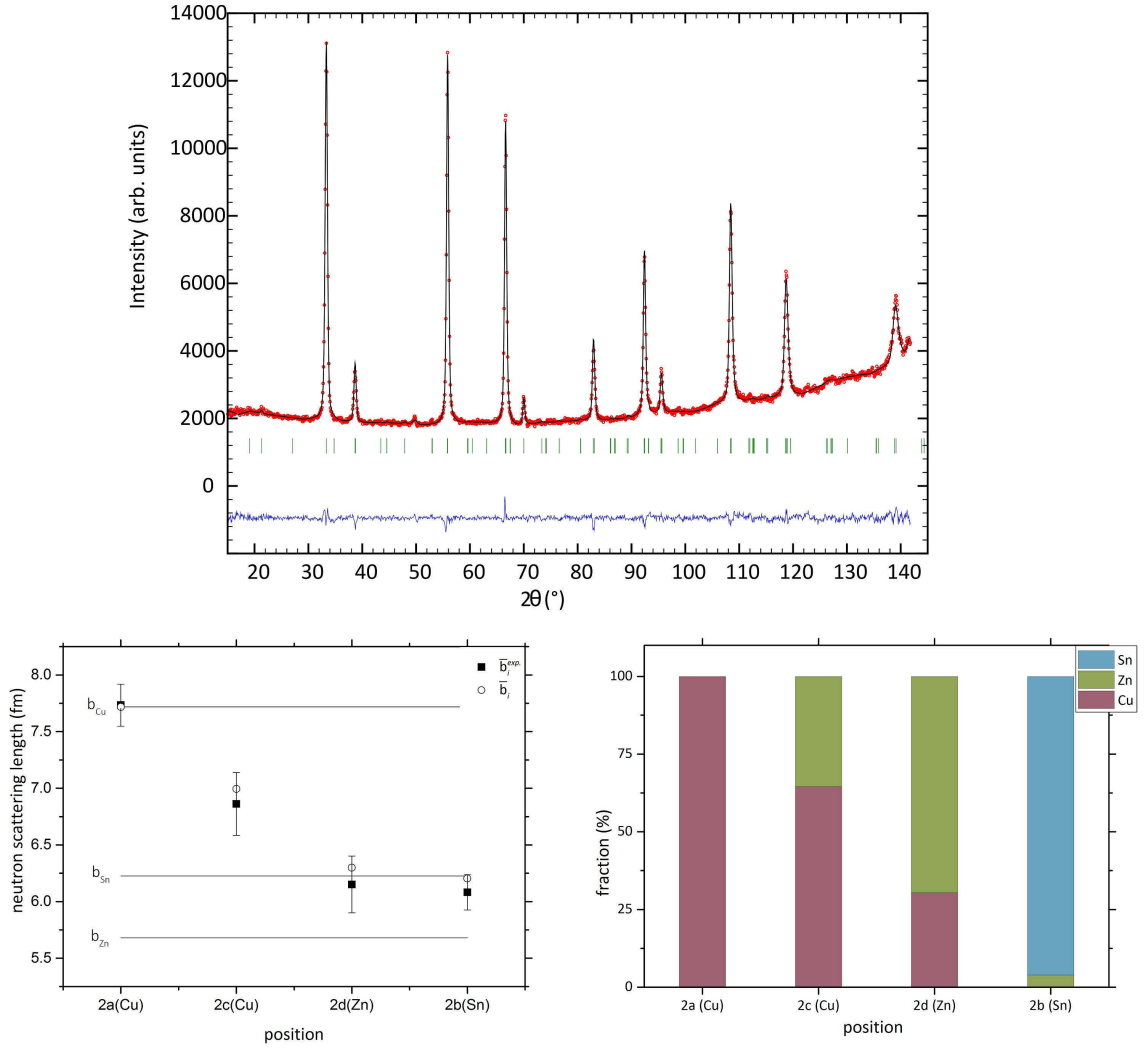 14000
12000
10000
8000
6000
4000
2000
0
Intensity (arb. units)
20 30 40 50 60 70 80 90 100 110 120 130 140
2θ (°)
8.0
7.5
7.0
6.5
6.0
5.5
neutron scattering length (fm)
b̅ᵢᵉˣᵖ·
b̅ᵢ
b_Cu
b_Sn
b_Zn
2a(Cu) 2c(Cu) 2d(Zn) 2b(Sn)
position
Sn
Zn
Cu
100
75
50
25
0
fraction (%)
2a (Cu) 2c (Cu) 2d (Zn) 2b (Sn)
position